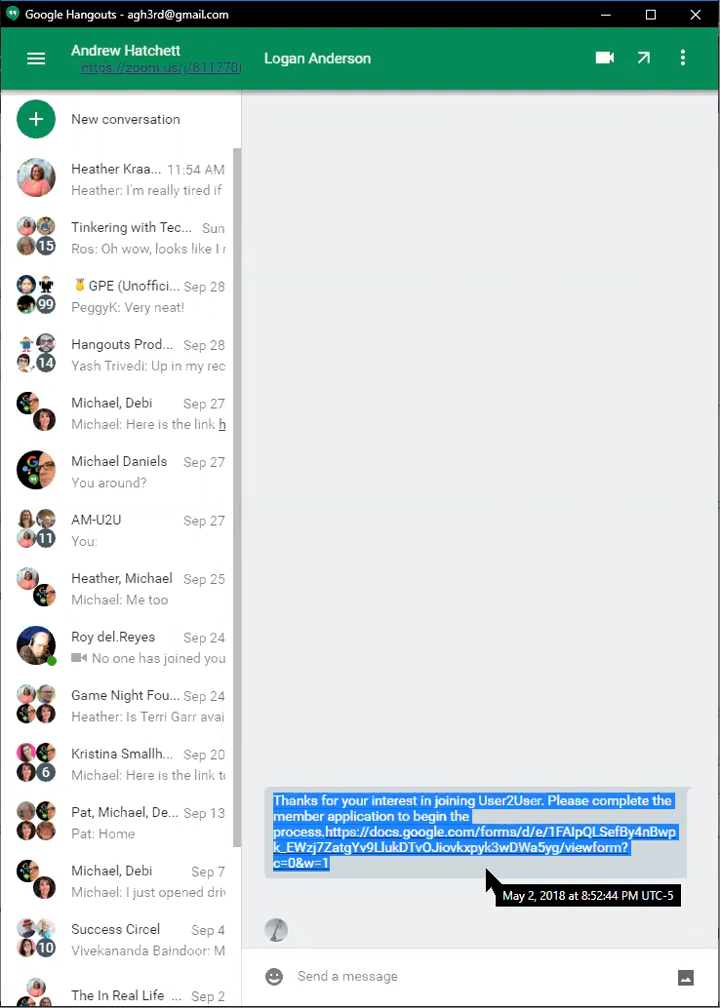 Google Hangouts - agh3rd@gmail.com
Andrew Hatchett
https://zoom.us/j/811770
Logan Anderson
New conversation
Heather Kraa... 11:54 AM
Heather: I'm really tired if
Tinkering with Tec... Sun
15
Ros: Oh wow, looks like I
🥇GPE (Unoffici... Sep 28
99
PeggyK: Very neat!
Hangouts Prod... Sep 28
14
Yash Trivedi: Up in my rec
Michael, Debi Sep 27
Michael: Here is the link h
Michael Daniels Sep 27
You around?
AM-U2U Sep 27
11
You:
Heather, Michael Sep 25
Michael: Me too
Roy del.Reyes Sep 24
No one has joined you
Game Night Fou... Sep 24
Heather: Is Terri Garr avai
Kristina Smallh... Sep 20
6
Michael: Here is the link to
Pat, Michael, De... Sep 13
Pat: Home
Michael, Debi Sep 7
Michael: I just opened driv
Success Circel Sep 4
10
Vivekananda Baindoor: M
The In Real Life ... Sep 2
Thanks for your interest in joining User2User. Please complete the
member application to begin the
process.https://docs.google.com/forms/d/e/1FAIpQLSefBy4nBwp
k_EWzj7ZatgYv9LlukDTvOJiovkxpyk3wDWa5yg/viewform?
c=0&w=1
May 2, 2018 at 8:52:44 PM UTC-5
Send a message